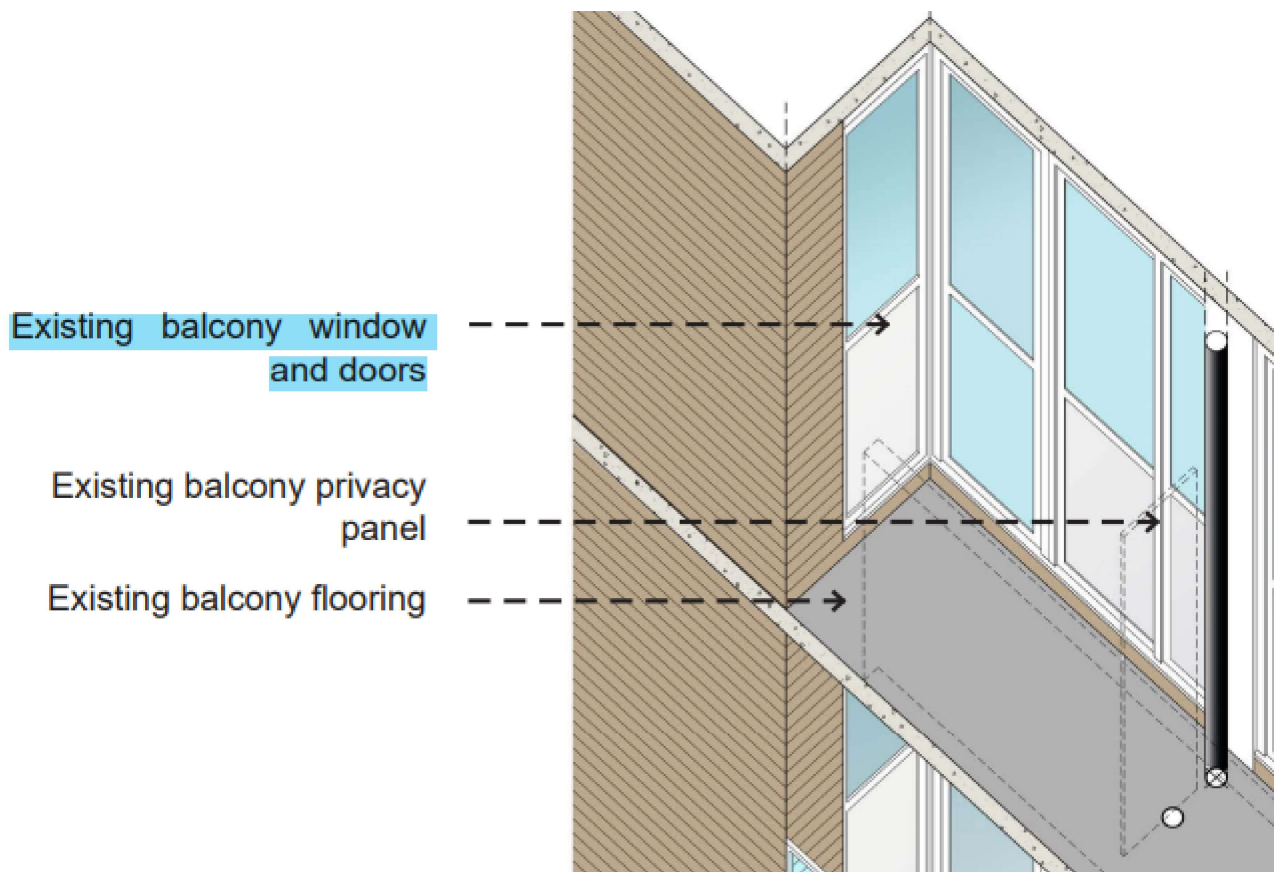 Existing balcony window
and doors
Existing balcony privacy
panel
Existing balcony flooring